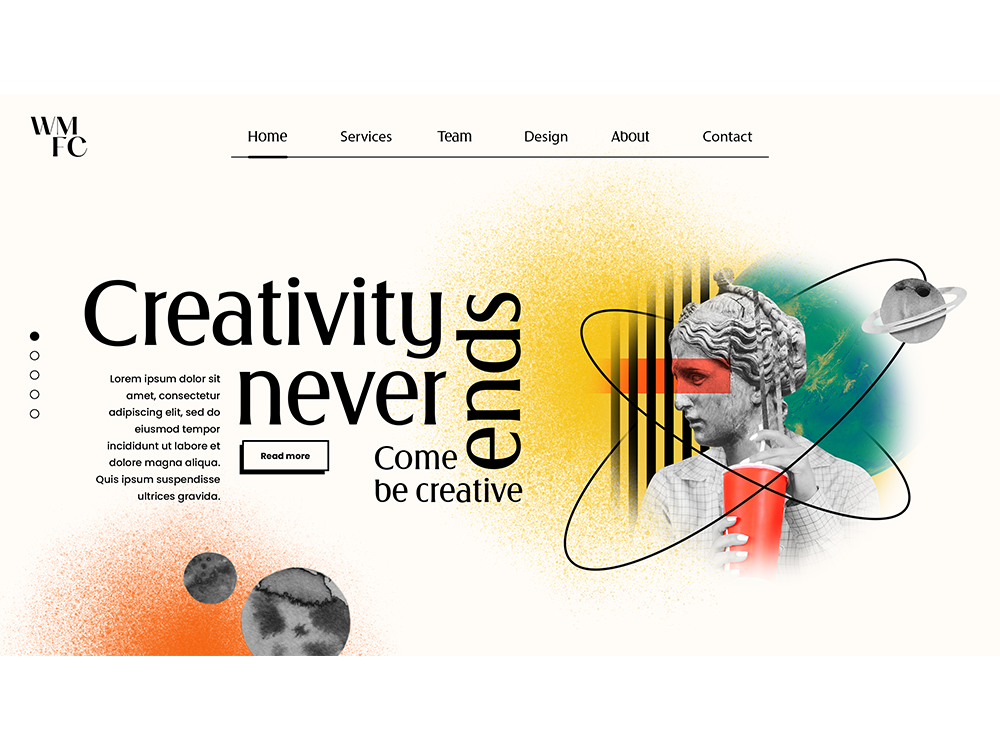 WM
FC
Home Services Team Design About Contact
Creativity
never
ends
Lorem ipsum dolor sit
amet, consectetur
adipiscing elit, sed do
eiusmod tempor
incididunt ut labore et
dolore magna aliqua.
Quis ipsum suspendisse
ultrices gravida.
Read more
Come
be creative